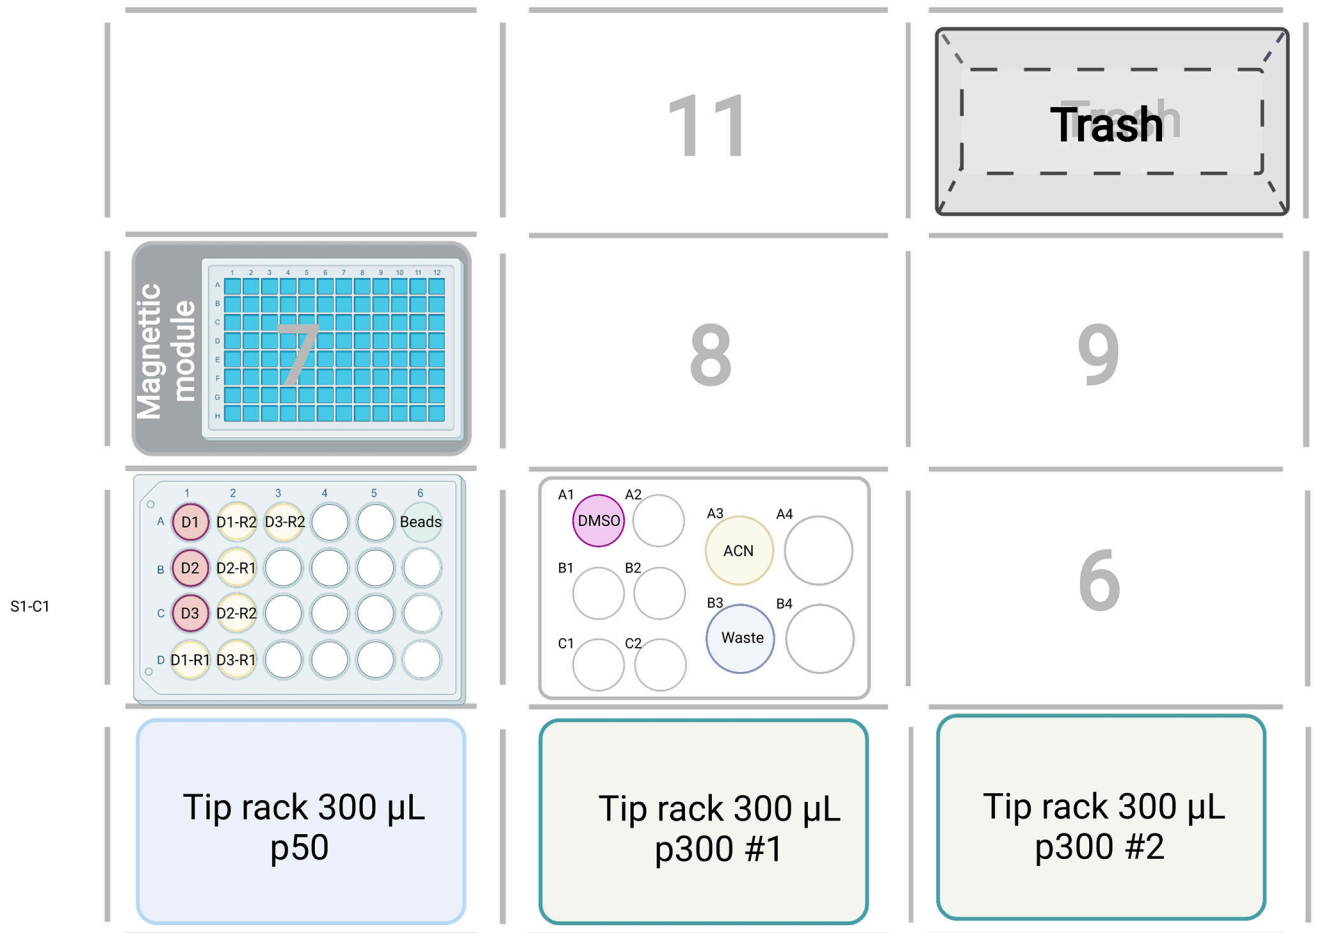 11
Trash
Trash
Magnettic
module
1 2 3 4 5 6 7 8 9 10 11 12
A
B
C
D
E
F
G
H
7
8
9
S1-C1
1 2 3 4 5 6
A D1 D1-R2 D3-R2 Beads
B D2 D2-R1
C D3 D2-R2
D D1-R1 D3-R1
A1 DMSO A2
A3 ACN A4
B1 B2
B3 Waste B4
C1 C2
6
Tip rack 300 µL
p50
Tip rack 300 µL
p300 #1
Tip rack 300 µL
p300 #2